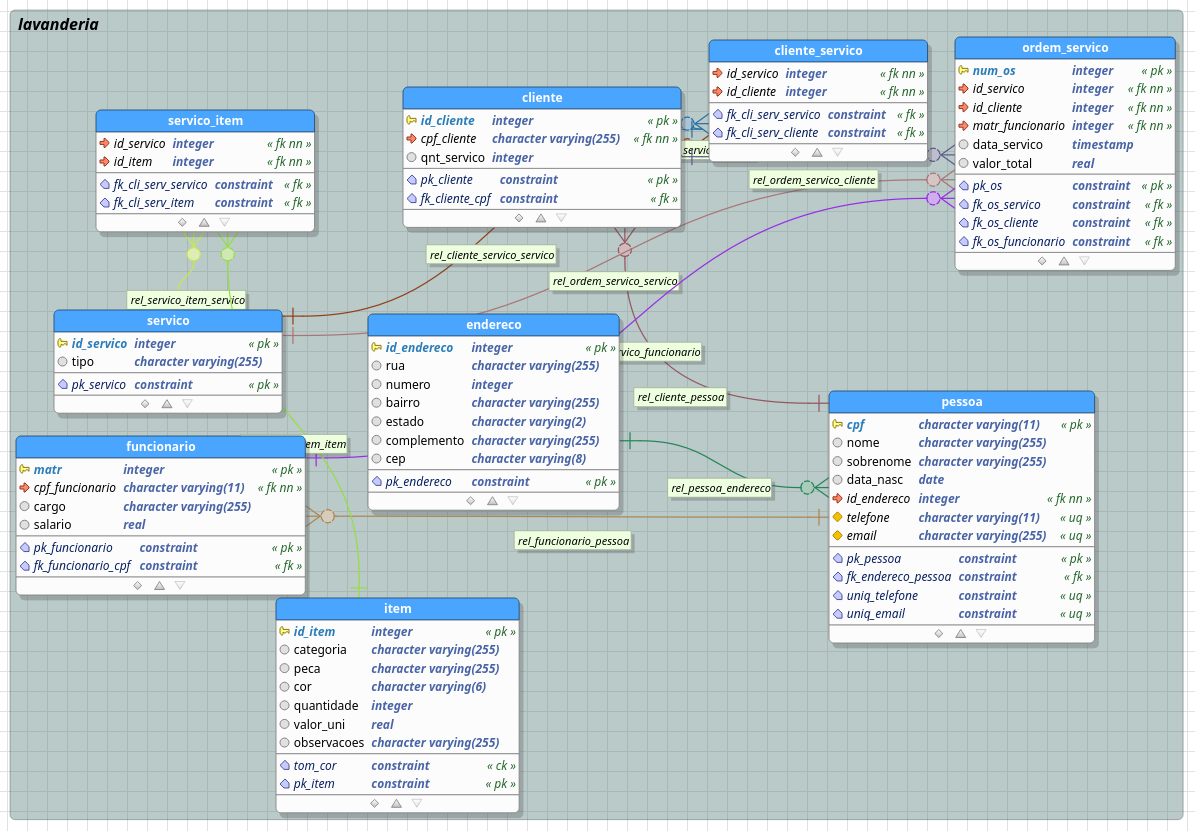 lavanderia
cliente_servico
id_servico integer « fk nn »
id_cliente integer « fk nn »
fk_cli_serv_servico constraint « fk »
fk_cli_serv_cliente constraint « fk »
ordem_servico
num_os integer « pk »
id_servico integer « fk nn »
id_cliente integer « fk nn »
matr_funcionario integer « fk nn »
data_servico timestamp
valor_total real
pk_os constraint « pk »
fk_os_servico constraint « fk »
fk_os_cliente constraint « fk »
fk_os_funcionario constraint « fk »
cliente
id_cliente integer « pk »
cpf_cliente character varying(255) « fk nn »
qnt_servico integer
pk_cliente constraint « pk »
fk_cliente_cpf constraint « fk »
servico_item
id_servico integer « fk nn »
id_item integer « fk nn »
fk_cli_serv_servico constraint « fk »
fk_cli_serv_item constraint « fk »
rel_ordem_servico_cliente
rel_cliente_servico_servico
rel_ordem_servico_servico
rel_servico_item_servico
servico
id_servico integer « pk »
tipo character varying(255)
pk_servico constraint « pk »
endereco
id_endereco integer « pk »
rua character varying(255)
numero integer
bairro character varying(255)
estado character varying(2)
complemento character varying(255)
cep character varying(8)
pk_endereco constraint « pk »
vico_funcionario
rel_cliente_pessoa
pessoa
cpf character varying(11) « pk »
nome character varying(255)
sobrenome character varying(255)
data_nasc date
id_endereco integer « fk nn »
telefone character varying(11) « uq »
email character varying(255) « uq »
pk_pessoa constraint « pk »
fk_endereco_pessoa constraint « fk »
uniq_telefone constraint « uq »
uniq_email constraint « uq »
funcionario
matr integer « pk »
cpf_funcionario character varying(11) « fk nn »
cargo character varying(255)
salario real
pk_funcionario constraint « pk »
fk_funcionario_cpf constraint « fk »
em_item
rel_pessoa_endereco
rel_funcionario_pessoa
item
id_item integer « pk »
categoria character varying(255)
peca character varying(255)
cor character varying(6)
quantidade integer
valor_uni real
observacoes character varying(255)
tom_cor constraint « ck »
pk_item constraint « pk »